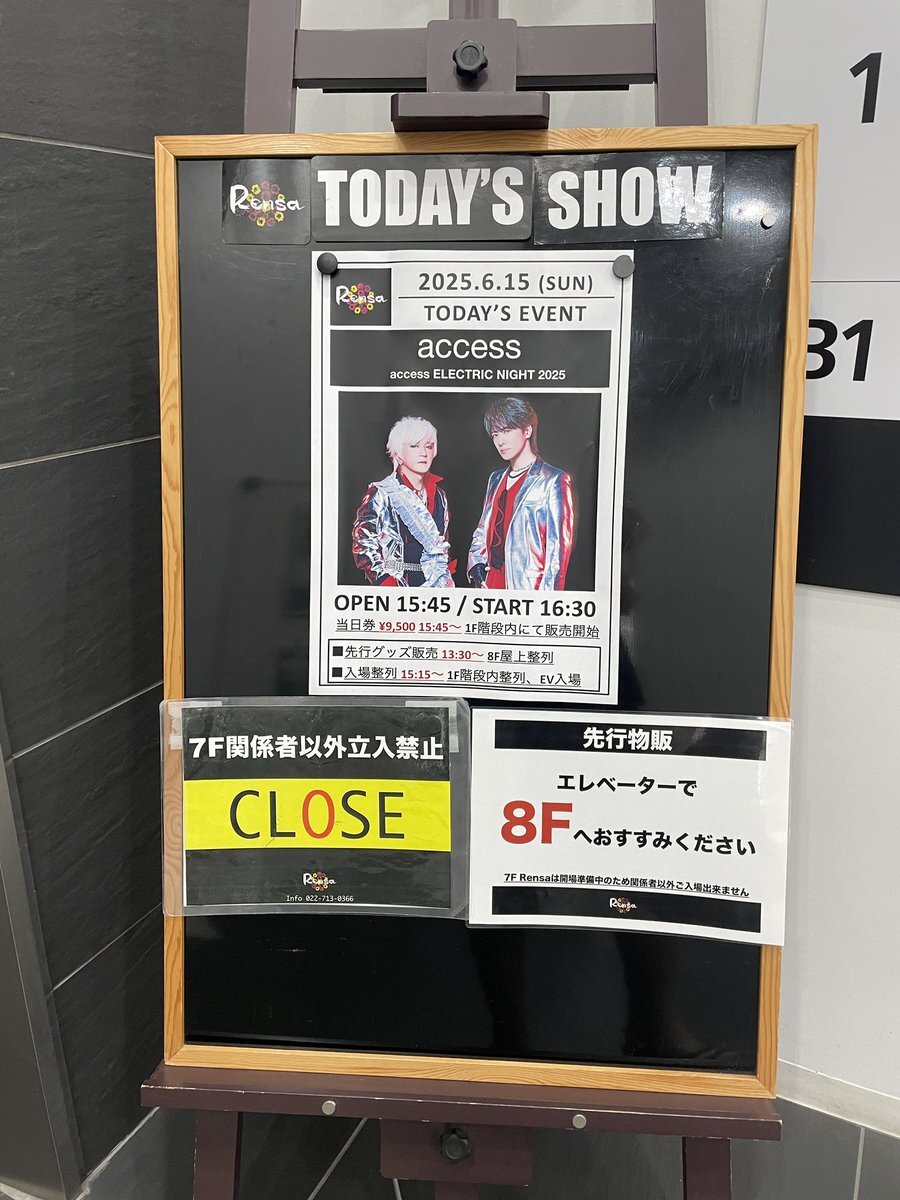 Rensa TODAY'S SHOW
1
Rensa
2025.6.15 (SUN)
TODAY'S EVENT
access
access ELECTRIC NIGHT 2025
B1
OPEN 15:45 / START 16:30
当日券 ¥9,500 15:45～ 1F階段内にて販売開始
■先行グッズ販売 13:30～ 8F屋上整列
■入場整列 15:15～ 1F階段内整列、EV入場
7F関係者以外立入禁止
CLOSE
Rensa
Info 022-713-0366
先行物販
エレベーターで
8Fへおすすみください
7F Rensaは開場準備中のため関係者以外ご入場出来ません
Rensa